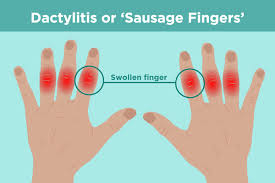 Dactylitis or ‘Sausage Fingers’
Swollen finger